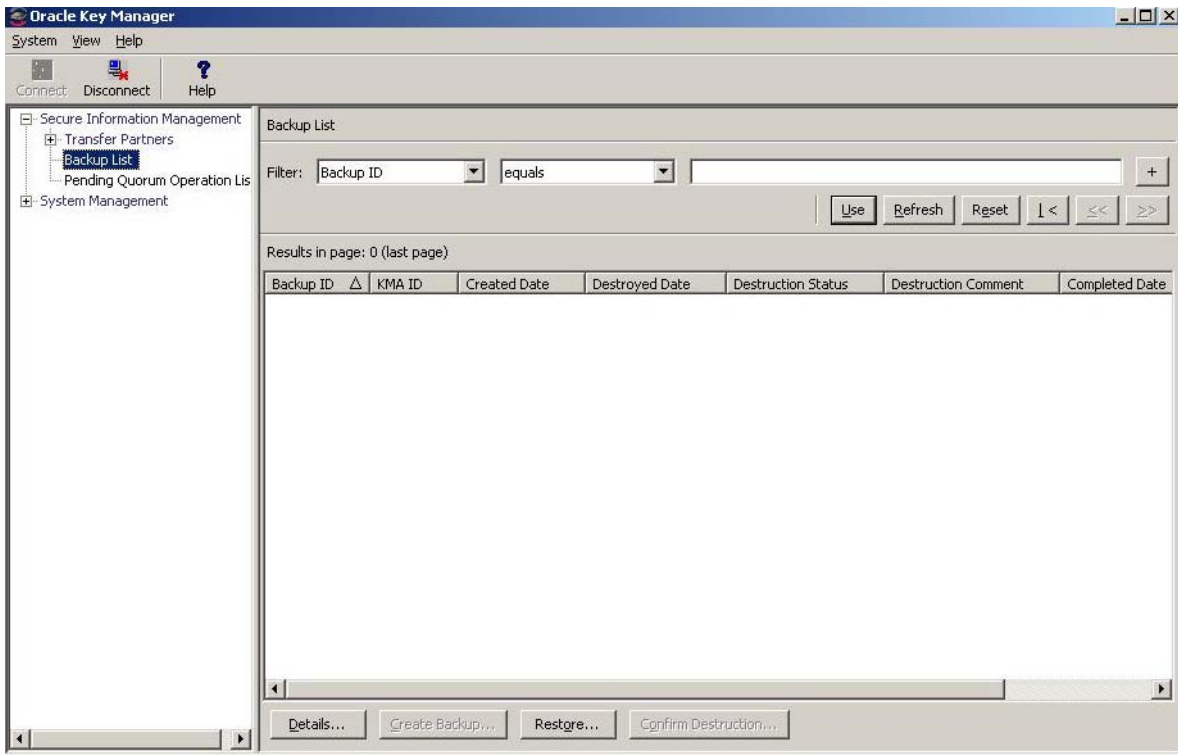 Oracle Key Manager
System View Help
Connect Disconnect Help
Secure Information Management
Transfer Partners
Backup List
Pending Quorum Operation Lis
System Management
Backup List
Filter: Backup ID equals +
Use Refresh Reset |< << >>
Results in page: 0 (last page)
Backup ID KMA ID Created Date Destroyed Date Destruction Status Destruction Comment Completed Date
Details... Create Backup... Restore... Confirm Destruction...